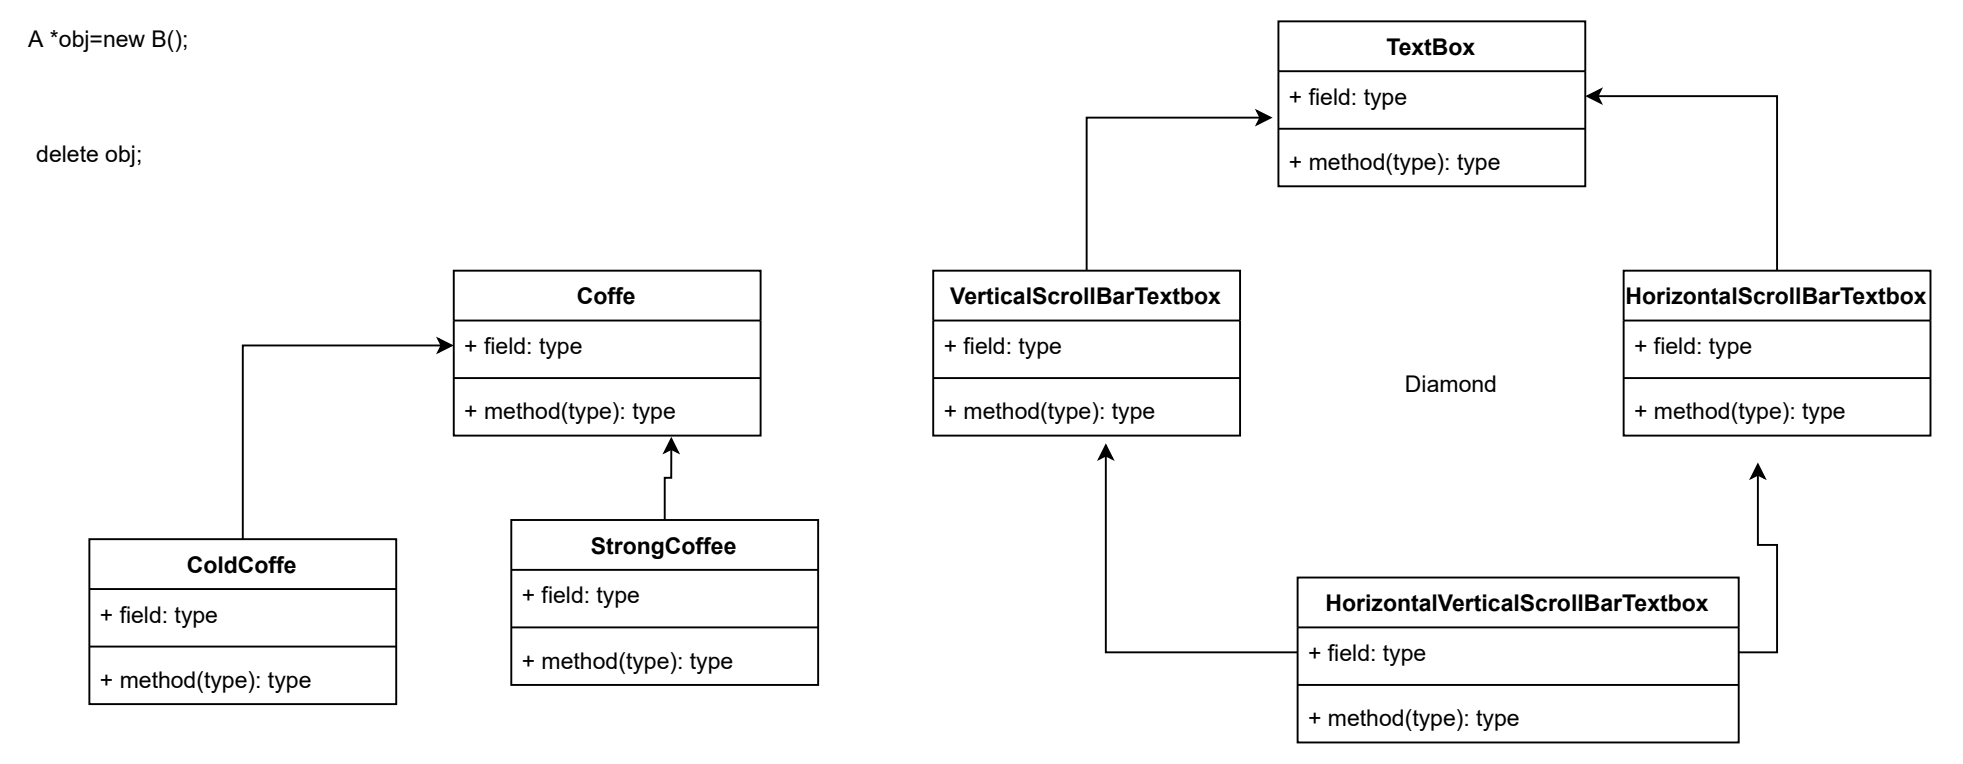 A *obj=new B();
delete obj;
Coffe
+ field: type
+ method(type): type
ColdCoffe
+ field: type
+ method(type): type
StrongCoffee
+ field: type
+ method(type): type
TextBox
+ field: type
+ method(type): type
VerticalScrollBarTextbox
+ field: type
+ method(type): type
Diamond
HorizontalScrollBarTextbox
+ field: type
+ method(type): type
HorizontalVerticalScrollBarTextbox
+ field: type
+ method(type): type